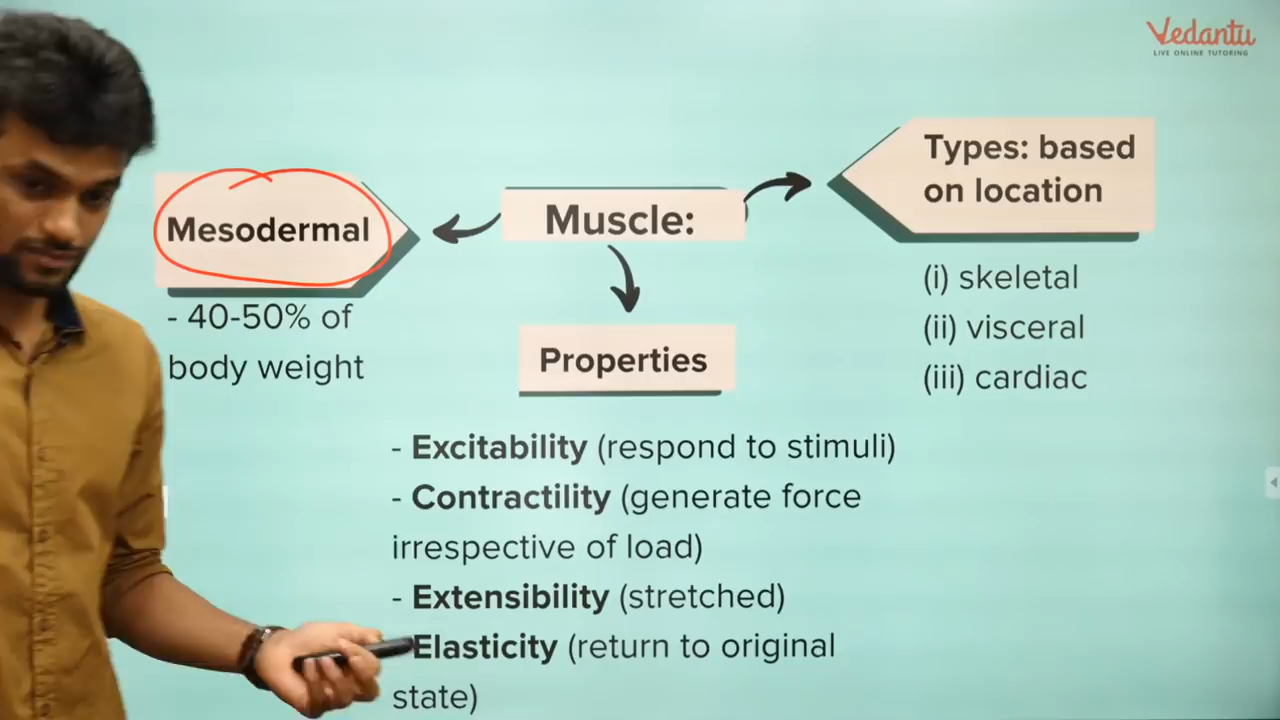 Vedantu
LIVE ONLINE TUTORING
Types: based
on location
Mesodermal
Muscle:
- 40-50% of
body weight
(i) skeletal
(ii) visceral
(iii) cardiac
Properties
- Excitability (respond to stimuli)
- Contractility (generate force
irrespective of load)
- Extensibility (stretched)
Elasticity (return to original
state)